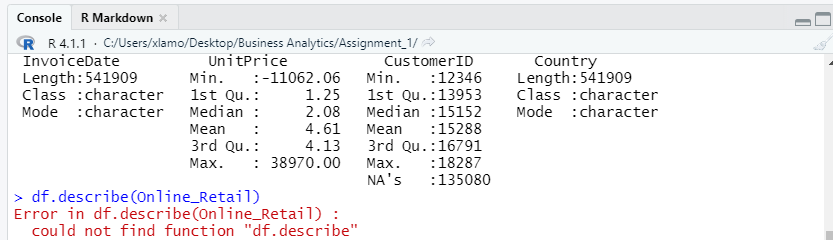 Console R Markdown
R 4.1.1 · C:/Users/xlamo/Desktop/Business Analytics/Assignment_1/
InvoiceDate UnitPrice CustomerID Country
Length:541909 Min. :-11062.06 Min. :12346 Length:541909
Class :character 1st Qu.: 1.25 1st Qu.:13953 Class :character
Mode :character Median : 2.08 Median :15152 Mode :character
Mean : 4.61 Mean :15288
3rd Qu.: 4.13 3rd Qu.:16791
Max. : 38970.00 Max. :18287
NA's :135080
> df.describe(Online_Retail)
Error in df.describe(Online_Retail) :
could not find function "df.describe"